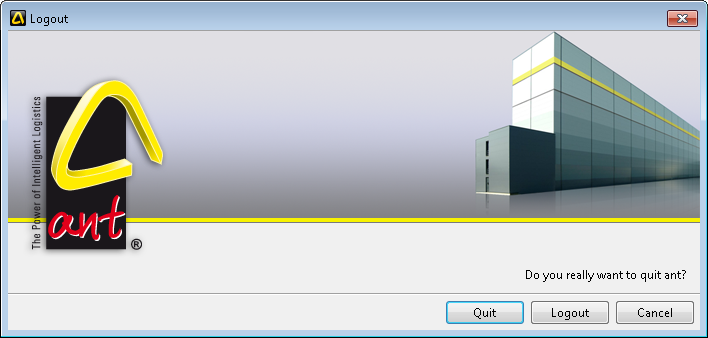 Logout
The Power of Intelligent Logistics
ant
®
Do you really want to quit ant?
Quit
Logout
Cancel